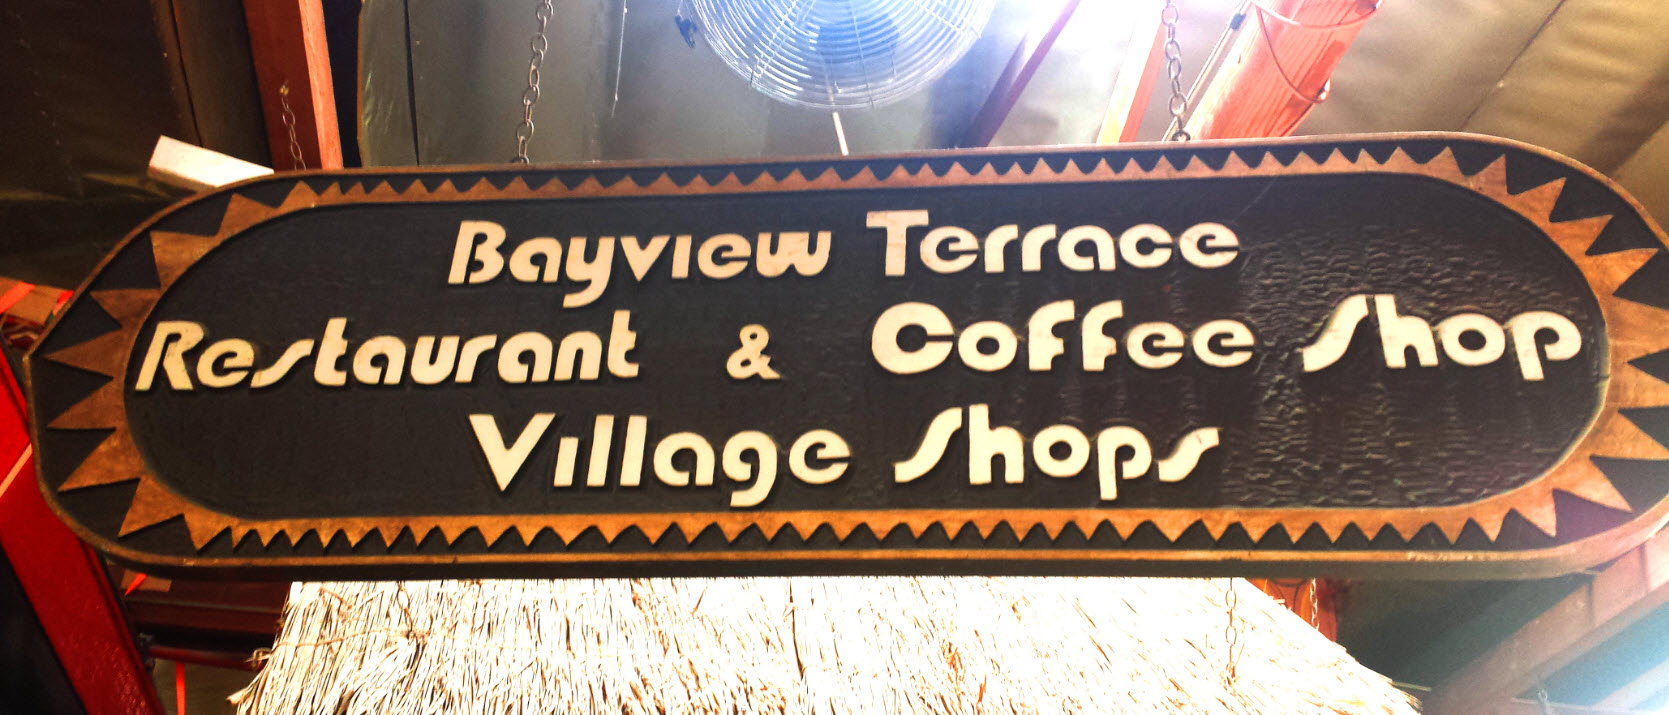 Bayview Terrace
Restaurant & Coffee Shop
Village Shops